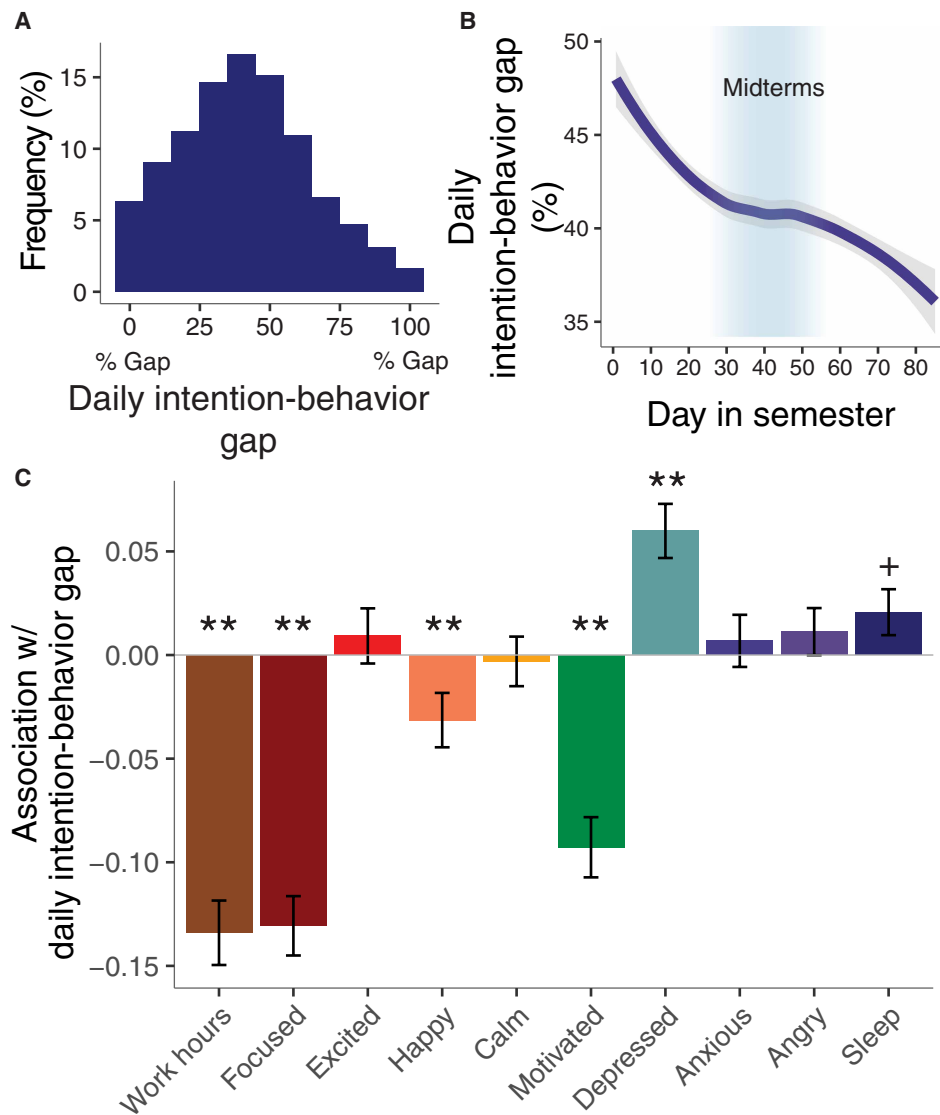 A
Frequency (%)
15
10
5
0
0 25 50 75 100
% Gap % Gap
Daily intention-behavior
gap
B
Daily
intention-behavior gap
(%)
50
45
40
35
Midterms
0 10 20 30 40 50 60 70 80
Day in semester
C
Association w/
daily intention-behavior gap
0.05
0.00
−0.05
−0.10
−0.15
** ** ** ** ** +
Work hours
Focused
Excited
Happy
Calm
Motivated
Depressed
Anxious
Angry
Sleep